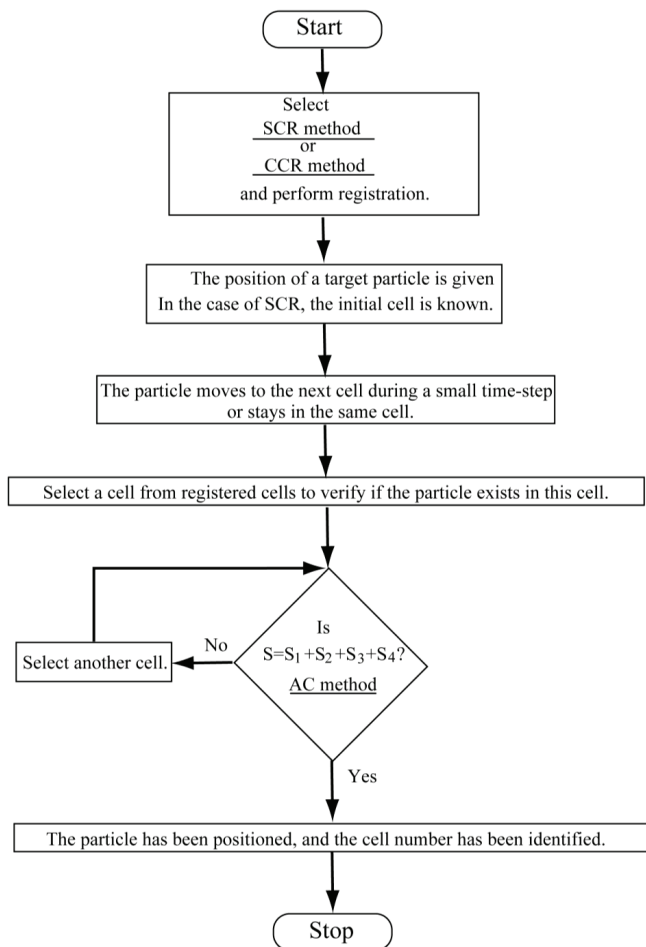 Start
Select
SCR method
or
CCR method
and perform registration.
The position of a target particle is given
In the case of SCR, the initial cell is known.
The particle moves to the next cell during a small time-step
or stays in the same cell.
Select a cell from registered cells to verify if the particle exists in this cell.
Is
S=S₁+S₂+S₃+S₄?
AC method
No
Select another cell.
Yes
The particle has been positioned, and the cell number has been identified.
Stop